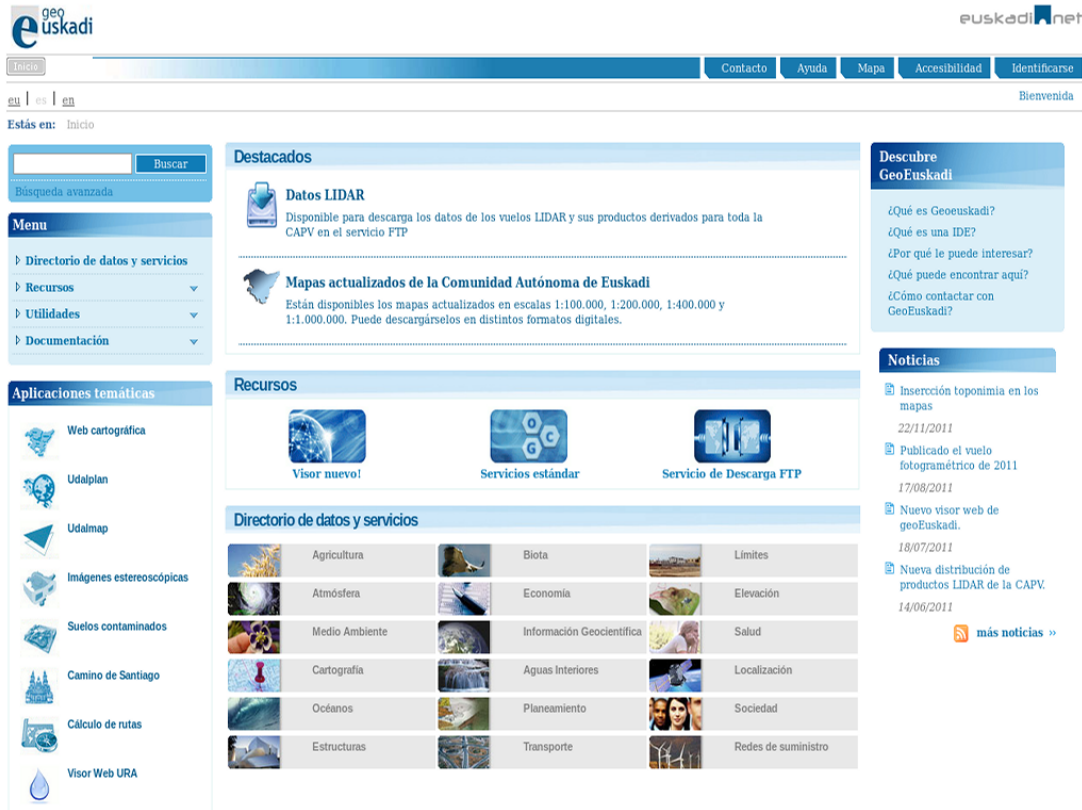 geo
euskadi
euskadi net
Inicio
Contacto
Ayuda
Mapa
Accesibilidad
Identificarse
eu | es | en
Bienvenida
Estás en: Inicio
Buscar
Búsqueda avanzada
Menu
Directorio de datos y servicios
Recursos
Utilidades
Documentación
Aplicaciones temáticas
Web cartográfica
Udalplan
Udalmap
Imágenes estereoscópicas
Suelos contaminados
Camino de Santiago
Cálculo de rutas
Visor Web URA
Destacados
Datos LIDAR
Disponible para descarga los datos de los vuelos LIDAR y sus productos derivados para toda la
CAPV en el servicio FTP
Mapas actualizados de la Comunidad Autónoma de Euskadi
Están disponibles los mapas actualizados en escalas 1:100.000, 1:200.000, 1:400.000 y
1:1.000.000. Puede descargárselos en distintos formatos digitales.
Recursos
O
G C
Visor nuevo!
Servicios estándar
Servicio de Descarga FTP
Directorio de datos y servicios
Agricultura
Biota
Límites
Atmósfera
Economía
Elevación
Medio Ambiente
Información Geocientífica
Salud
Cartografía
Aguas Interiores
Localización
Océanos
Planeamiento
Sociedad
Estructuras
Transporte
Redes de suministro
Descubre
GeoEuskadi
¿Qué es Geoeuskadi?
¿Qué es una IDE?
¿Por qué le puede interesar?
¿Qué puede encontrar aquí?
¿Cómo contactar con
GeoEuskadi?
Noticias
Insercción toponimia en los
mapas
22/11/2011
Publicado el vuelo
fotogramétrico de 2011
17/08/2011
Nuevo visor web de
geoEuskadi.
18/07/2011
Nueva distribución de
productos LIDAR de la CAPV.
14/06/2011
más noticias »